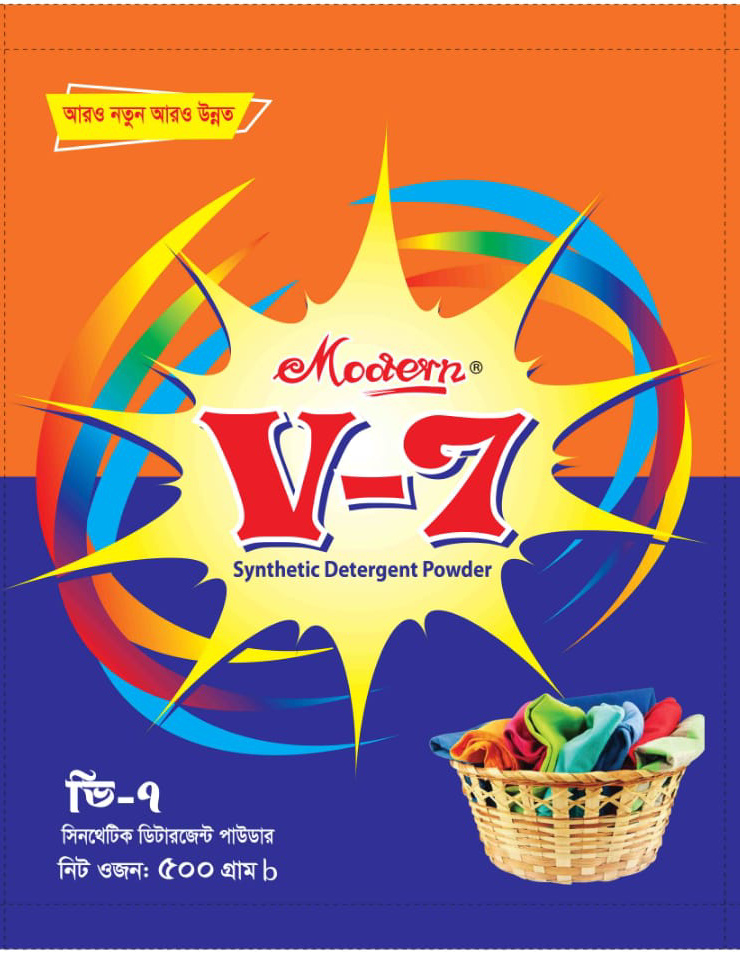 আরও নতুন আরও উন্নত
Modern®
V-7
Synthetic Detergent Powder
ভি-৭
সিনথেটিক ডিটারজেন্ট পাউডার
নিট ওজন: ৫০০ গ্রাম b